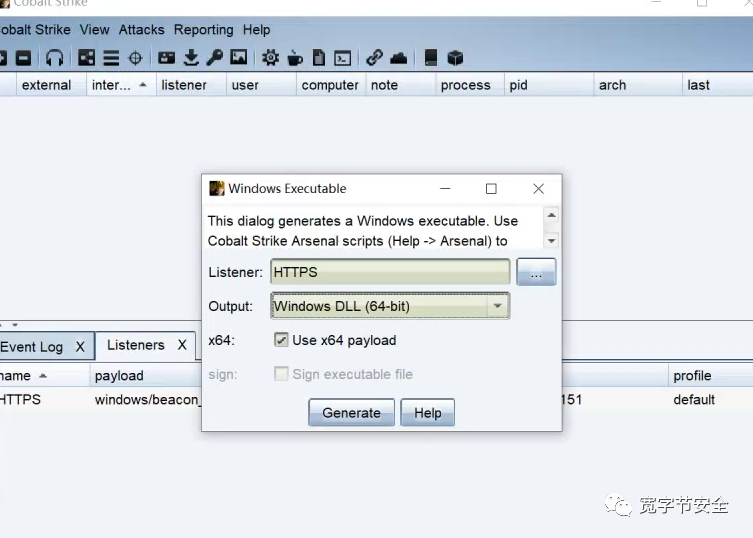 Cobalt Strike
obalt Strike View Attacks Reporting Help
external inter... listener user computer note process pid arch last
Windows Executable
This dialog generates a Windows executable. Use
Cobalt Strike Arsenal scripts (Help -> Arsenal) to
Listener: HTTPS ...
Output: Windows DLL (64-bit)
x64: Use x64 payload
sign: Sign executable file
Generate Help
Event Log X Listeners X
name payload profile
HTTPS windows/beacon_ 151 default
宽字节安全